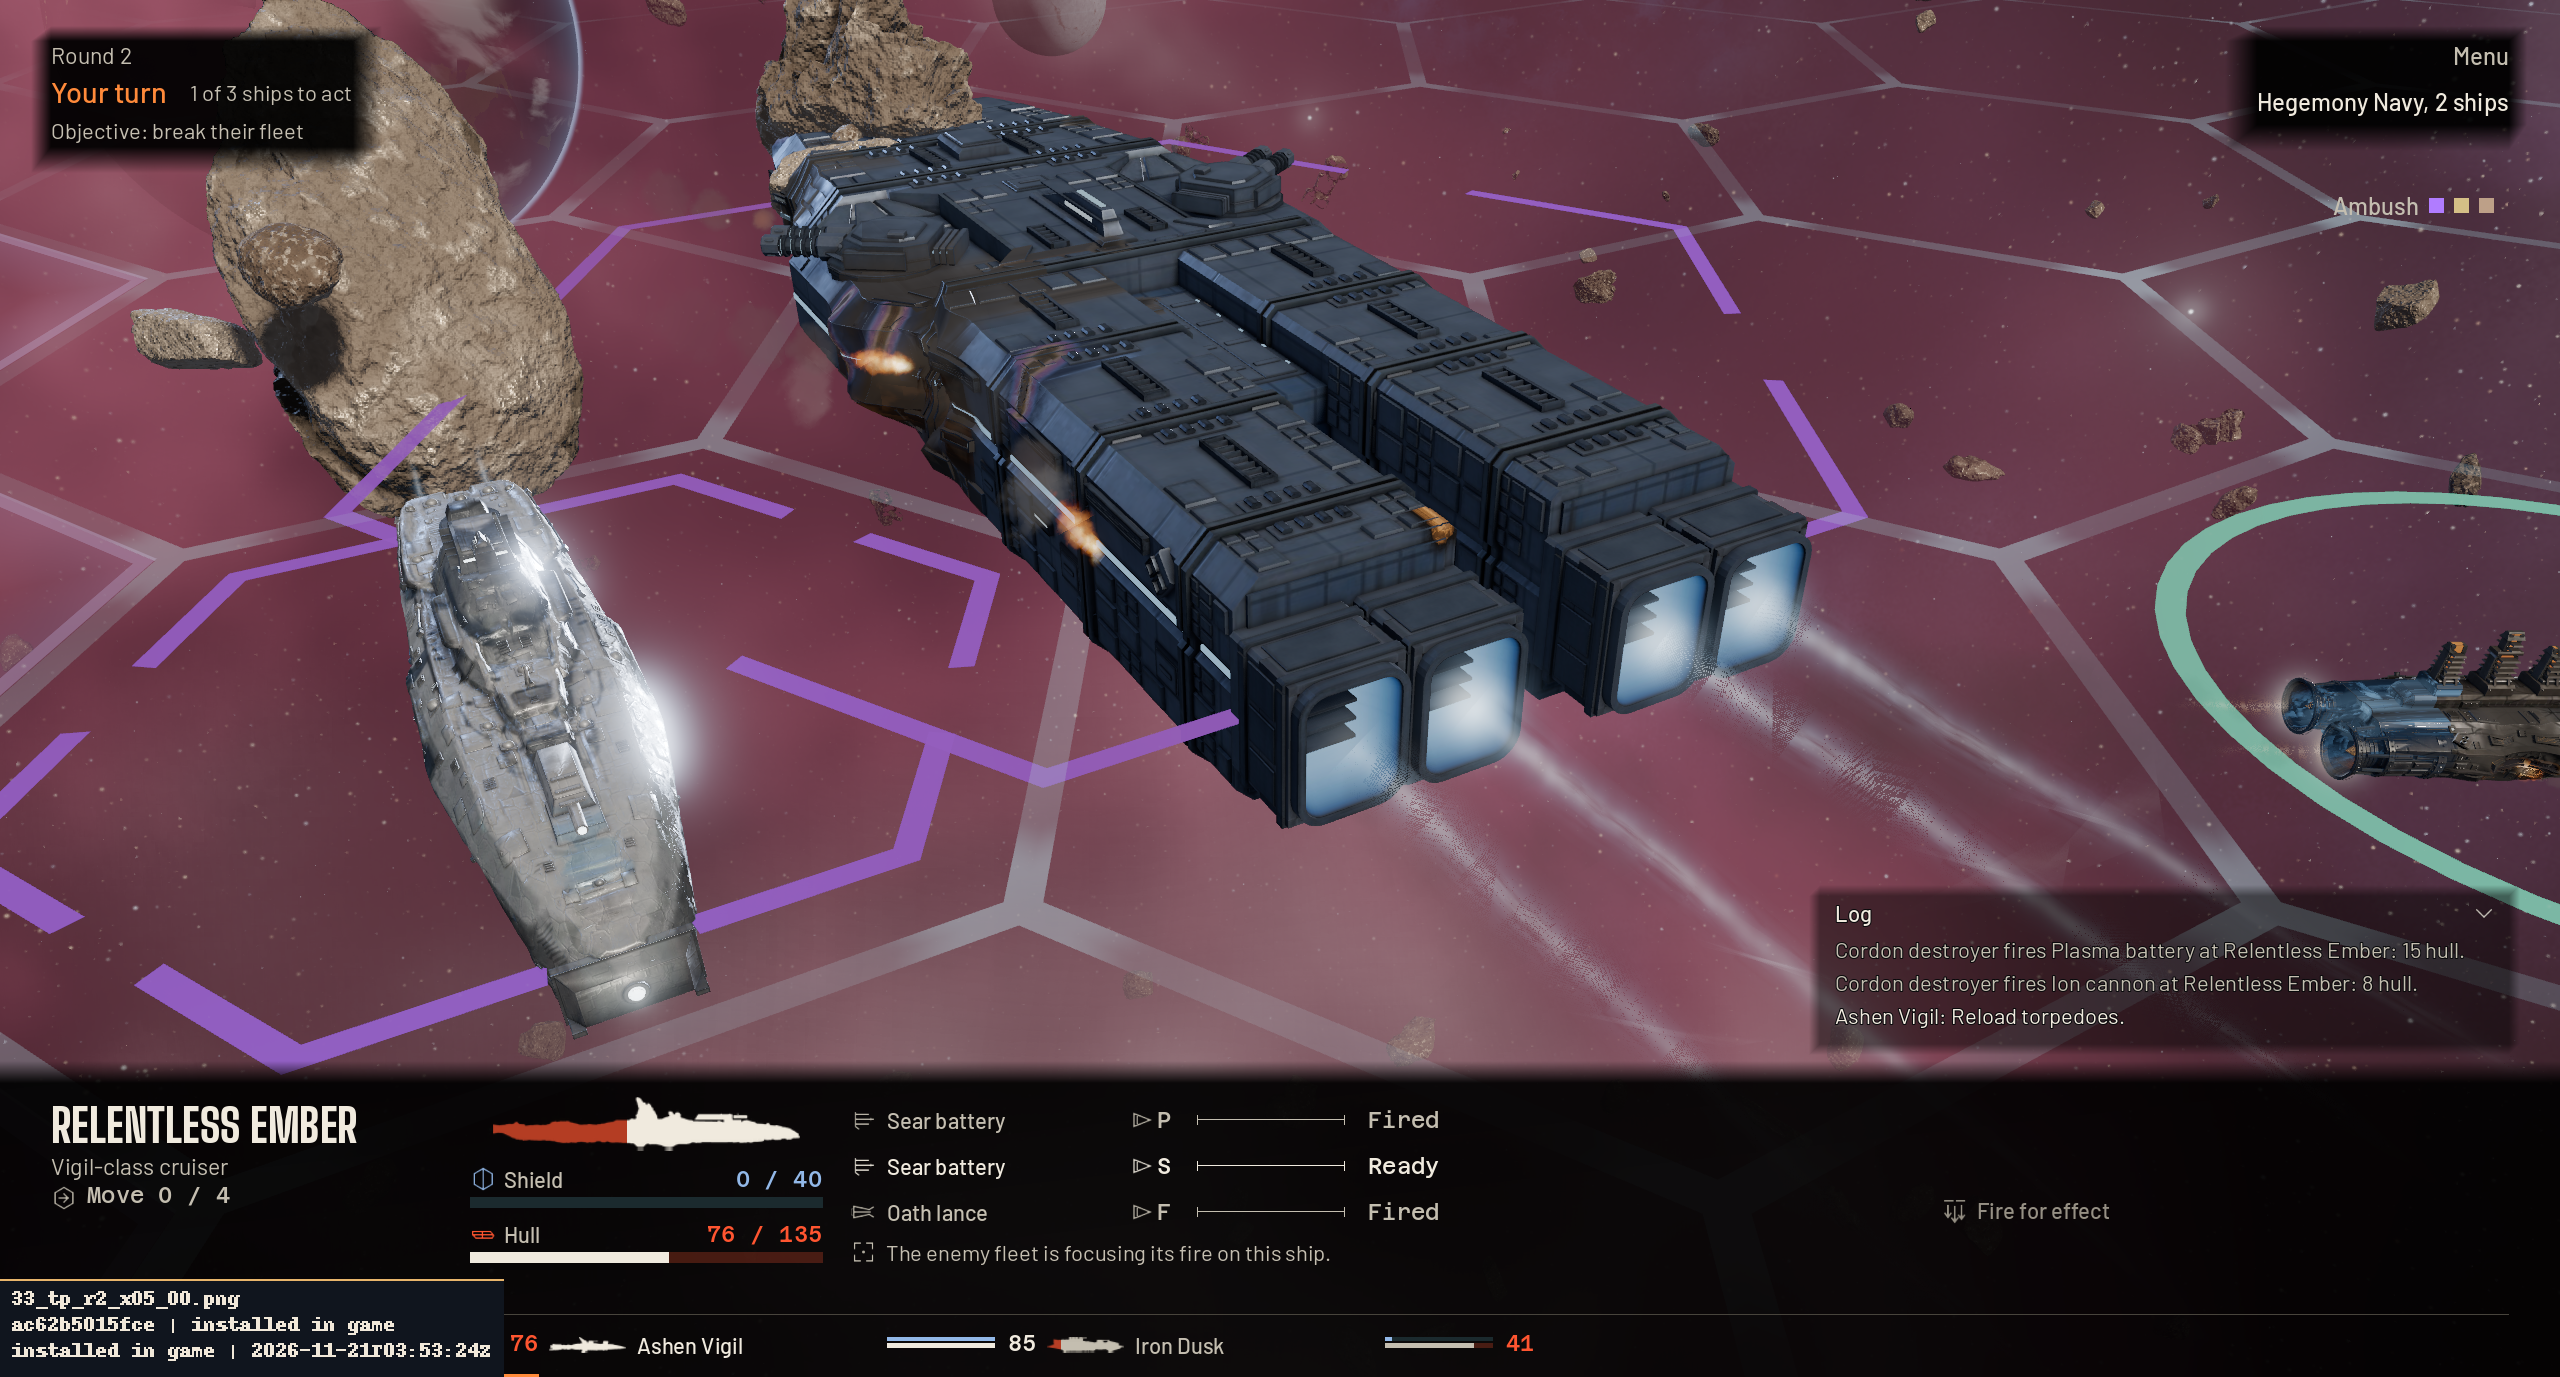 Round 2
Your turn 1 of 3 ships to act
Objective: break their fleet
Menu
Hegemony Navy, 2 ships
Ambush
Log
Cordon destroyer fires Plasma battery at Relentless Ember: 15 hull.
Cordon destroyer fires Ion cannon at Relentless Ember: 8 hull.
Ashen Vigil: Reload torpedoes.
RELENTLESS EMBER
Vigil-class cruiser
Move 0 / 4
Shield 0 / 40
Hull 76 / 135
Sear battery P Fired
Sear battery S Ready
Oath lance F Fired
The enemy fleet is focusing its fire on this ship.
Fire for effect
33_tp_r2_x05_00.png
ac62b5015fce | installed in game
installed in game | 2026-11-21T03:53:24Z
76 Ashen Vigil 85 Iron Dusk 41